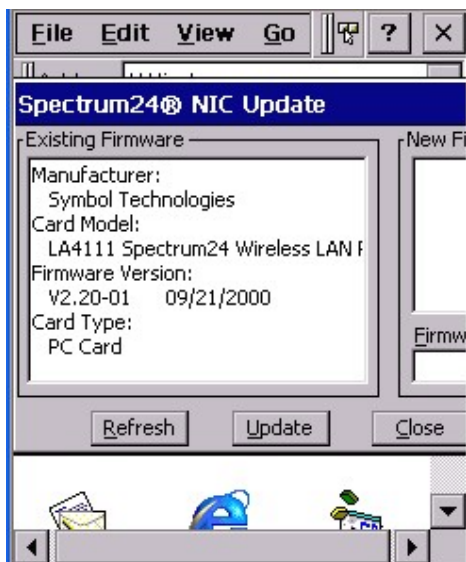 File Edit View Go ? ×
Spectrum24® NIC Update
Existing Firmware
New
Manufacturer:
Symbol Technologies
Card Model:
LA4111 Spectrum24 Wireless LAN
Firmware Version:
V2.20-01 09/21/2000
Card Type:
PC Card
Refresh Update Close